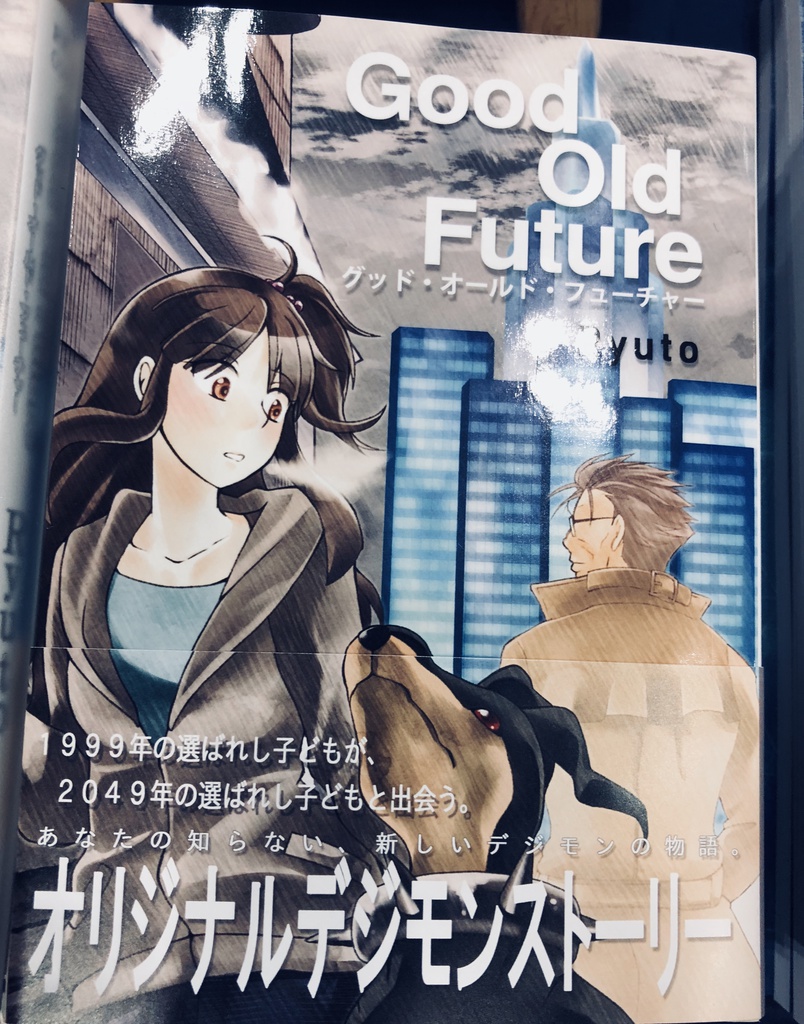 Good
Old
Future
グッド・オールド・フューチャー
Ryuto
1999年の選ばれし子どもが、
2049年の選ばれし子どもと出会う。
あなたの知らない、新しいデジモンの物語。
オリジナルデジモンストーリー